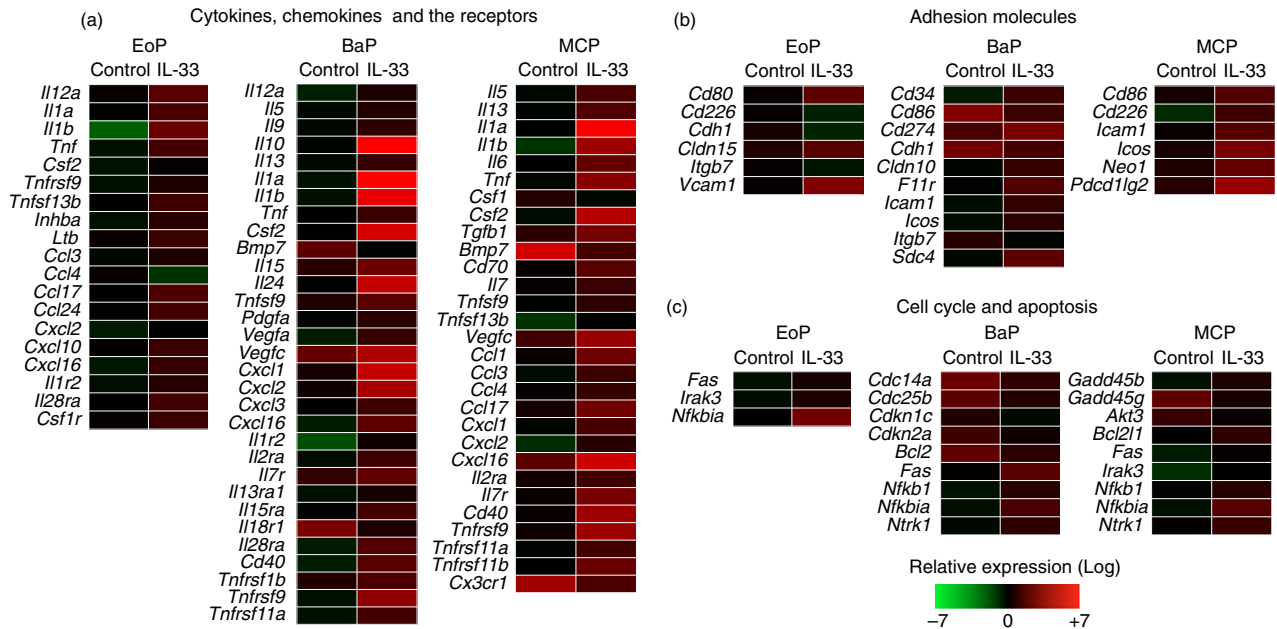 (a)
Cytokines, chemokines and the receptors
EoP
Control IL-33
Il12a
Il1a
Il1b
Tnf
Csf2
Tnfrsf9
Tnfsf13b
Inhba
Ltb
Ccl3
Ccl4
Ccl17
Ccl24
Cxcl2
Cxcl10
Cxcl16
Il1r2
Il28ra
Csf1r
BaP
Control IL-33
Il12a
Il5
Il9
Il10
Il13
Il1a
Il1b
Tnf
Csf2
Bmp7
Il15
Il24
Tnfsf9
Pdgfa
Vegfa
Vegfc
Cxcl1
Cxcl2
Cxcl3
Cxcl16
Il1r2
Il2ra
Il7r
Il13ra1
Il15ra
Il18r1
Il28ra
Cd40
Tnfrsf1b
Tnfrsf9
Tnfrsf11a
MCP
Control IL-33
Il5
Il13
Il1a
Il1b
Il6
Tnf
Csf1
Csf2
Tgfb1
Bmp7
Cd70
Il7
Tnfsf9
Tnfsf13b
Vegfc
Ccl1
Ccl3
Ccl4
Ccl17
Cxcl1
Cxcl2
Cxcl16
Il2ra
Il7r
Cd40
Tnfrsf9
Tnfrsf11a
Tnfrsf11b
Cx3cr1
(b)
Adhesion molecules
EoP
Control IL-33
Cd80
Cd226
Cdh1
Cldn15
Itgb7
Vcam1
BaP
Control IL-33
Cd34
Cd86
Cd274
Cdh1
Cldn10
F11r
Icam1
Icos
Itgb7
Sdc4
MCP
Control IL-33
Cd86
Cd226
Icam1
Icos
Neo1
Pdcd1lg2
(c)
Cell cycle and apoptosis
EoP
Control IL-33
Fas
Irak3
Nfkbia
BaP
Control IL-33
Cdc14a
Cdc25b
Cdkn1c
Cdkn2a
Bcl2
Fas
Nfkb1
Nfkbia
Ntrk1
MCP
Control IL-33
Gadd45b
Gadd45g
Akt3
Bcl2l1
Fas
Irak3
Nfkb1
Nfkbia
Ntrk1
Relative expression (Log)
–7 0 +7